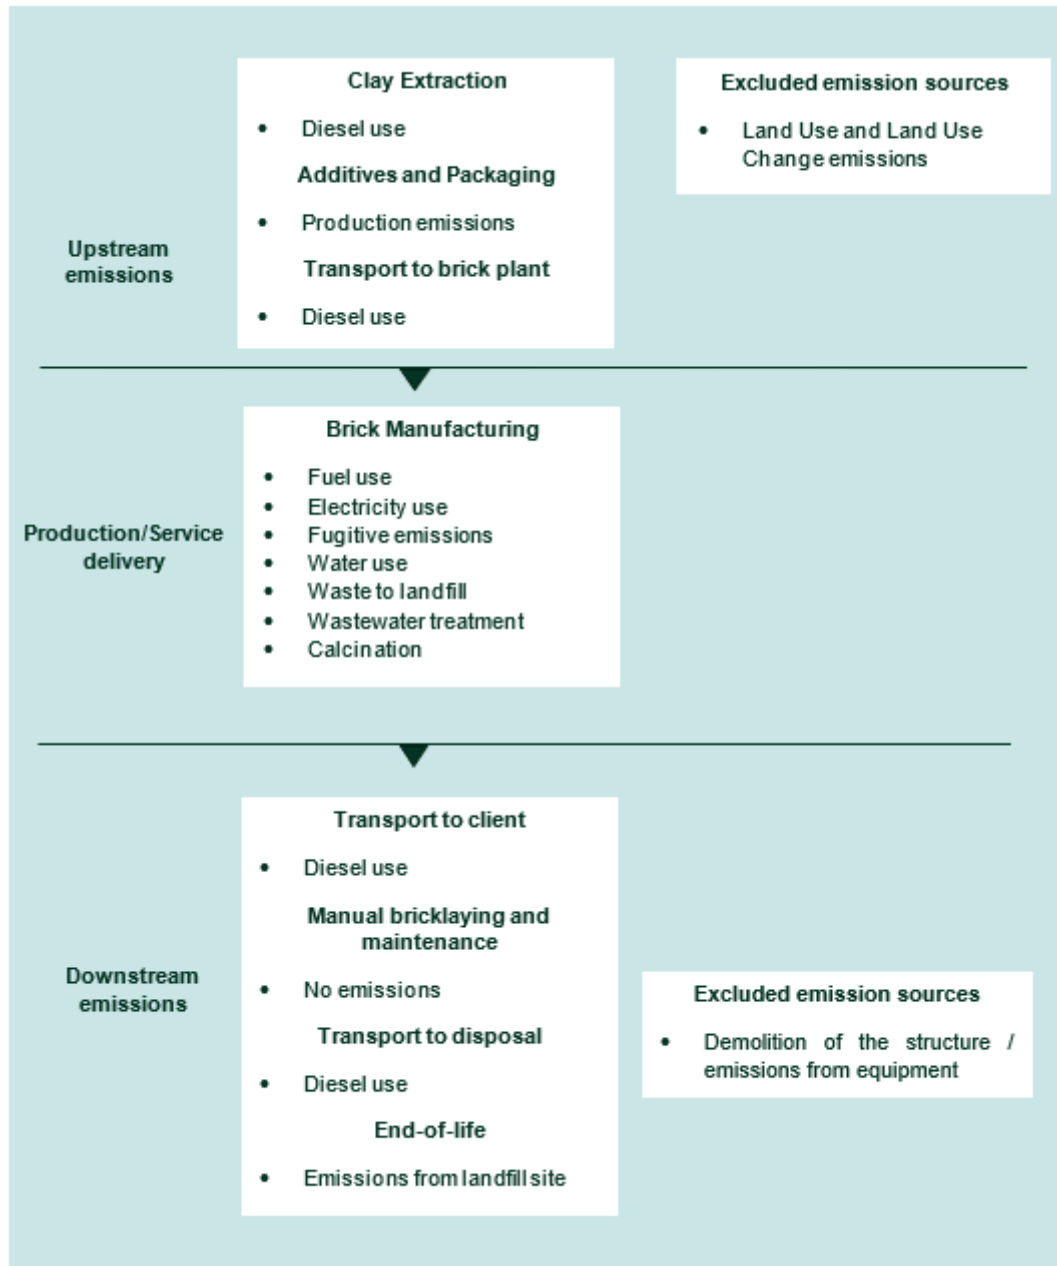 Clay Extraction
• Diesel use
Additives and Packaging
• Production emissions
Transport to brick plant
• Diesel use
Excluded emission sources
• Land Use and Land Use
Change emissions
Upstream
emissions
Brick Manufacturing
• Fuel use
• Electricity use
• Fugitive emissions
• Water use
• Waste to landfill
• Wastewater treatment
• Calcination
Production/Service
delivery
Transport to client
• Diesel use
Manual bricklaying and
maintenance
• No emissions
Transport to disposal
• Diesel use
End-of-life
• Emissions from landfill site
Downstream
emissions
Excluded emission sources
• Demolition of the structure /
emissions from equipment